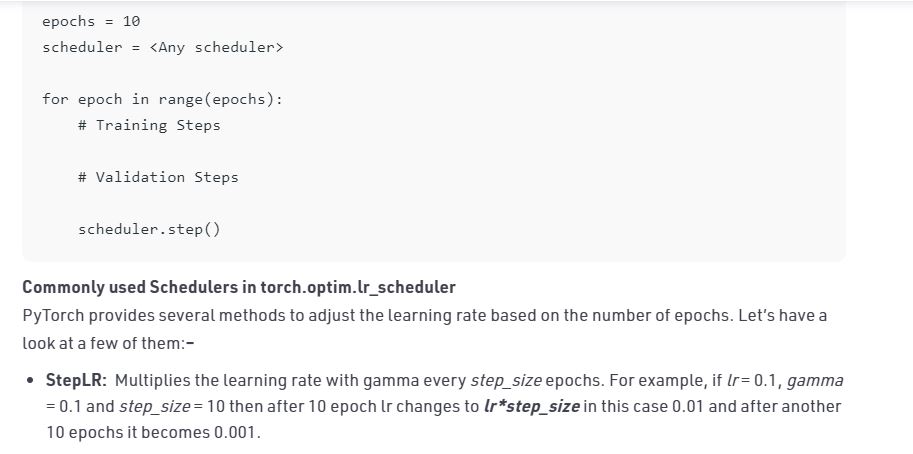 epochs = 10
scheduler = <Any scheduler>
for epoch in range(epochs):
# Training Steps
# Validation Steps
scheduler.step()
Commonly used Schedulers in torch.optim.lr_scheduler
PyTorch provides several methods to adjust the learning rate based on the number of epochs. Let's have a
look at a few of them:–
• StepLR: Multiplies the learning rate with gamma every step_size epochs. For example, if lr = 0.1, gamma
= 0.1 and step_size = 10 then after 10 epoch lr changes to lr*step_size in this case 0.01 and after another
10 epochs it becomes 0.001.